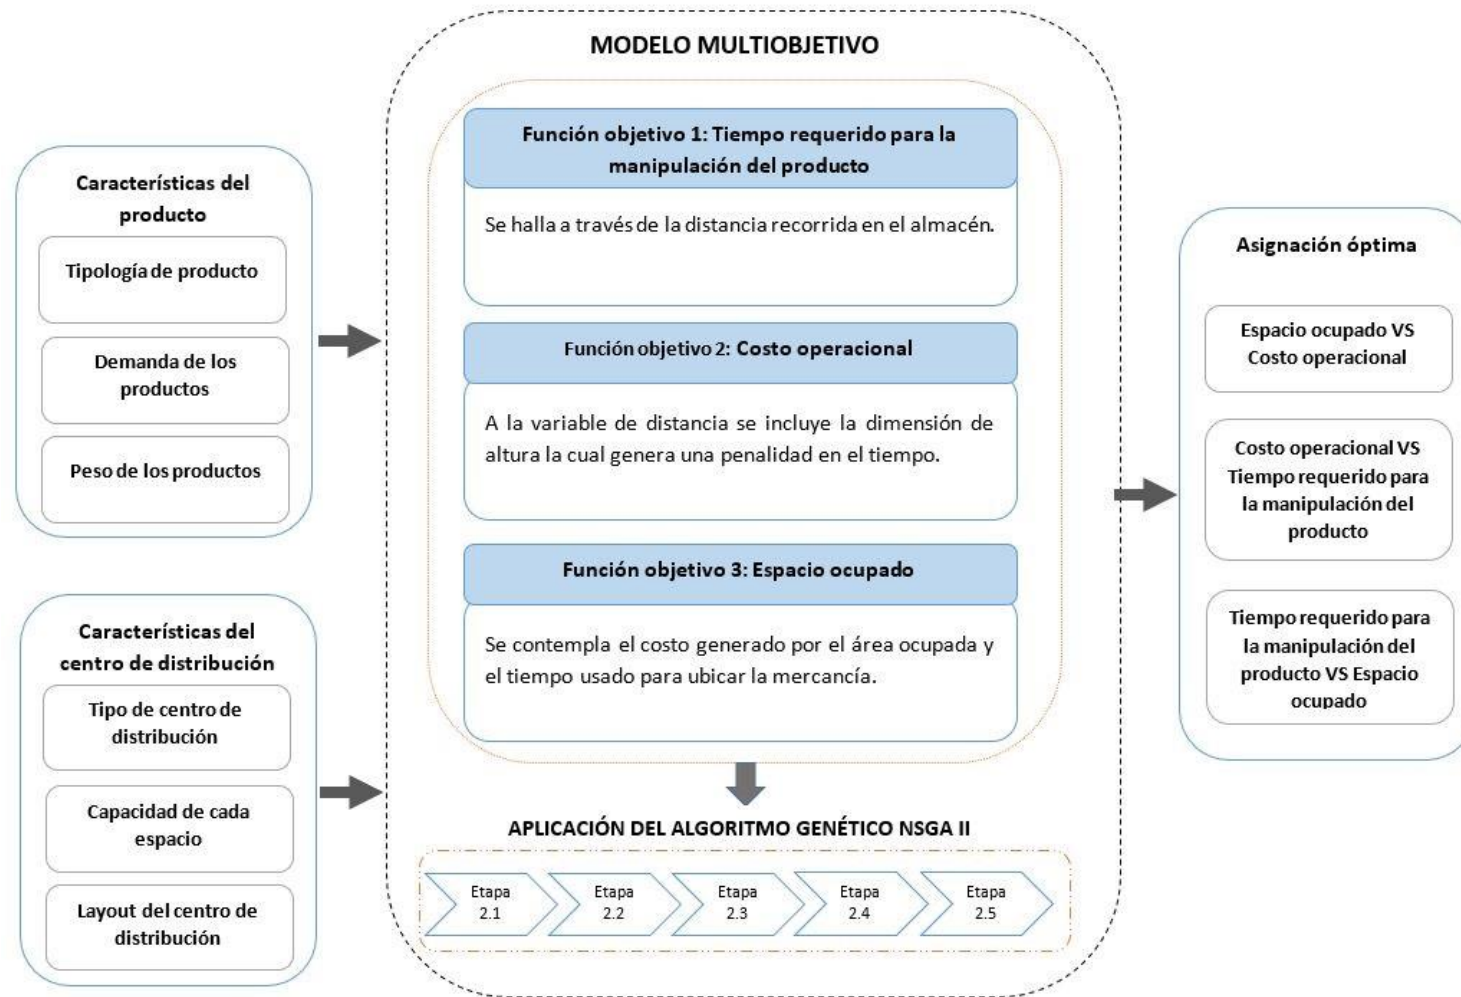 MODELO MULTIOBJETIVO
Características del
producto
Tipología de producto
Demanda de los
productos
Peso de los productos
Características del
centro de distribución
Tipo de centro de
distribución
Capacidad de cada
espacio
Layout del centro de
distribución
Función objetivo 1: Tiempo requerido para la
manipulación del producto
Se halla a través de la distancia recorrida en el almacén.
Función objetivo 2: Costo operacional
A la variable de distancia se incluye la dimensión de
altura la cual genera una penalidad en el tiempo.
Función objetivo 3: Espacio ocupado
Se contempla el costo generado por el área ocupada y
el tiempo usado para ubicar la mercancía.
APLICACIÓN DEL ALGORITMO GENÉTICO NSGA II
Etapa
2.1
Etapa
2.2
Etapa
2.3
Etapa
2.4
Etapa
2.5
Asignación óptima
Espacio ocupado VS
Costo operacional
Costo operacional VS
Tiempo requerido para
la manipulación del
producto
Tiempo requerido para
la manipulación del
producto VS Espacio
ocupado